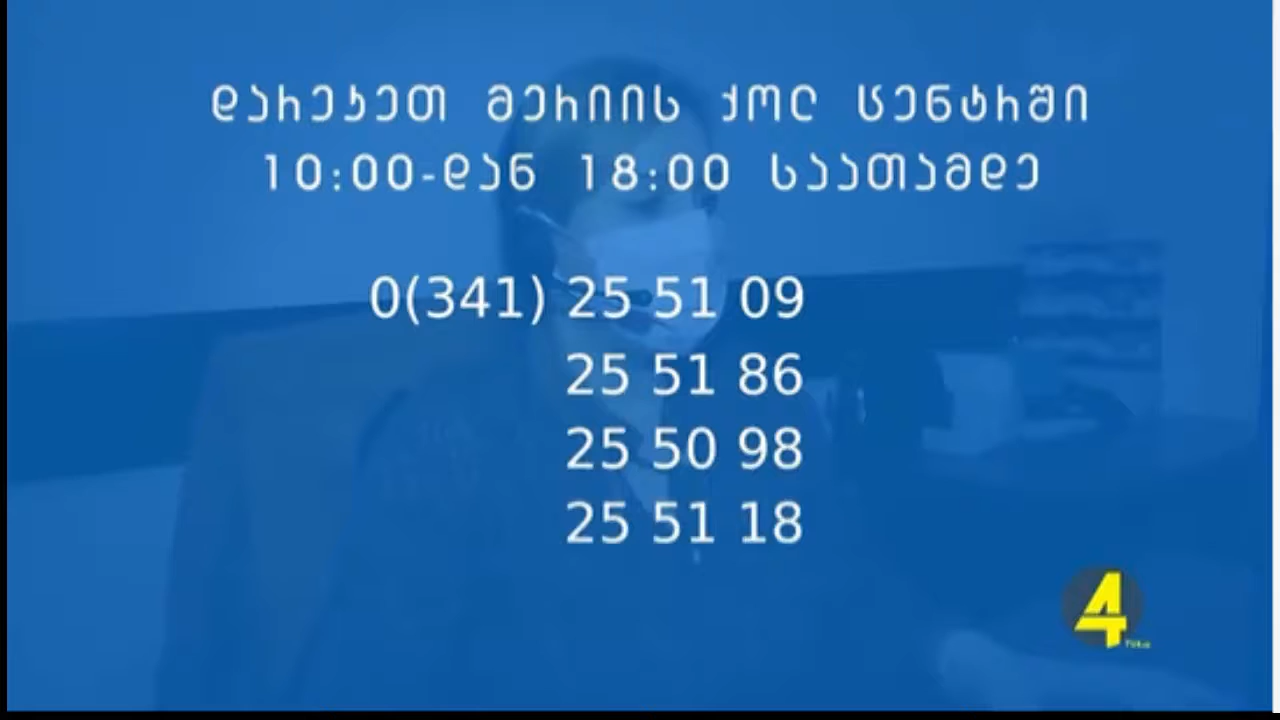 დარეკეთ მერიის ქოლ ცენტრში
10:00-დან 18:00 საათამდე
0(341) 25 51 09
25 51 86
25 50 98
25 51 18
4